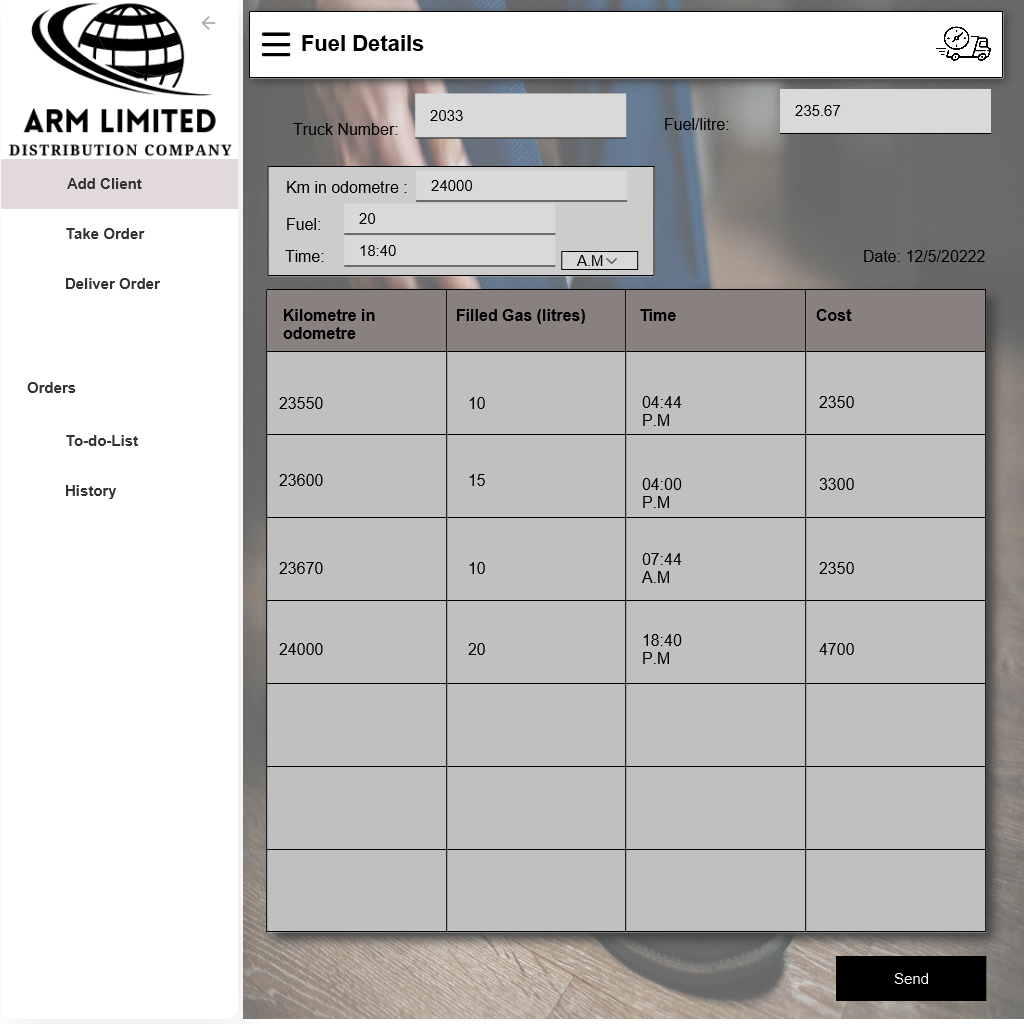 ARM LIMITED
DISTRIBUTION COMPANY
Add Client
Take Order
Deliver Order
Orders
To-do-List
History
Fuel Details
Truck Number: 2033
Fuel/litre: 235.67
Km in odometre : 24000
Fuel: 20
Time: 18:40 A.M
Date: 12/5/20222
Kilometre in
odometre
Filled Gas (litres)
Time
Cost
23550
10
04:44
P.M
2350
23600
15
04:00
P.M
3300
23670
10
07:44
A.M
2350
24000
20
18:40
P.M
4700
Send